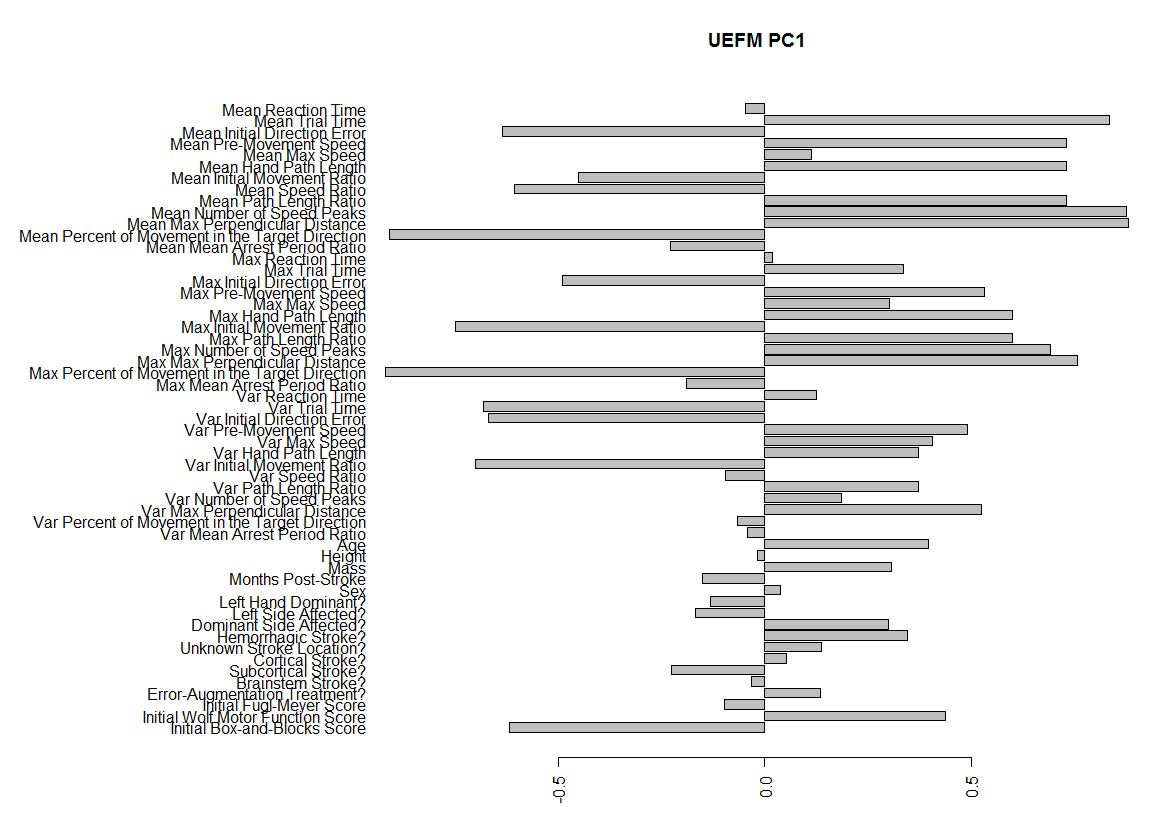 UEFM PC1
Mean Reaction Time
Mean Trial Time
Mean Initial Direction Error
Mean Pre-Movement Speed
Mean Max Speed
Mean Hand Path Length
Mean Initial Movement Ratio
Mean Speed Ratio
Mean Path Length Ratio
Mean Number of Speed Peaks
Mean Max Perpendicular Distance
Mean Percent of Movement in the Target Direction
Mean Mean Arrest Period Ratio
Max Reaction Time
Max Trial Time
Max Initial Direction Error
Max Pre-Movement Speed
Max Max Speed
Max Hand Path Length
Max Initial Movement Ratio
Max Path Length Ratio
Max Number of Speed Peaks
Max Max Perpendicular Distance
Max Percent of Movement in the Target Direction
Max Mean Arrest Period Ratio
Var Reaction Time
Var Trial Time
Var Initial Direction Error
Var Pre-Movement Speed
Var Max Speed
Var Hand Path Length
Var Initial Movement Ratio
Var Speed Ratio
Var Path Length Ratio
Var Number of Speed Peaks
Var Max Perpendicular Distance
Var Percent of Movement in the Target Direction
Var Mean Arrest Period Ratio
Age
Height
Mass
Months Post-Stroke
Sex
Left Hand Dominant?
Left Side Affected?
Dominant Side Affected?
Hemorrhagic Stroke?
Unknown Stroke Location?
Cortical Stroke?
Subcortical Stroke?
Brainstem Stroke?
Error-Augmentation Treatment?
Initial Fugl-Meyer Score
Initial Wolf Motor Function Score
Initial Box-and-Blocks Score
-0.5
0.0
0.5